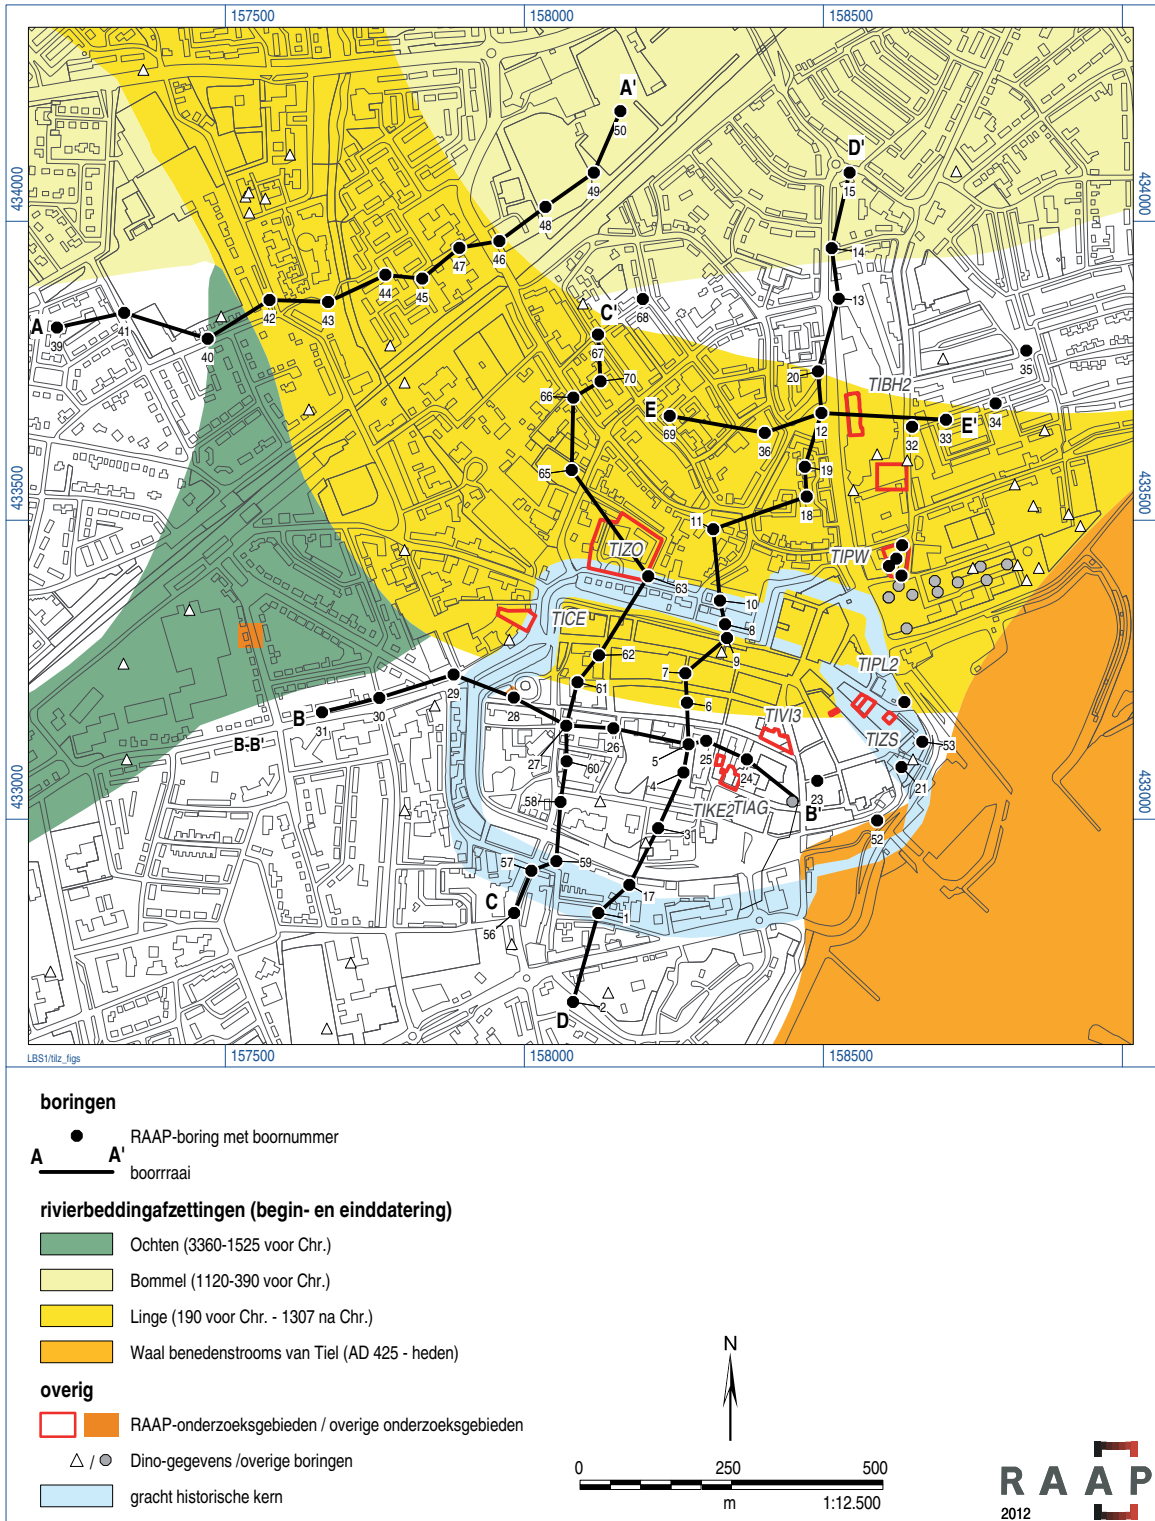 157500
158000
158500
434000
433500
433000
434000
433500
433000
A'
50
D'
49
15
48
46
47
14
44
45
13
42
43
68
C'
A
39
41
40
67
20
35
TIBH2
70
66
E
69
36
12
E'
34
33
32
65
19
18
11
TIZO
TIPW
63
10
TICE
8
9
62
TIPL2
7
29
61
28
6
TIVI3
30
B
31
B-B'
TIZS
53
27
26
5
25
60
24
21
4
23
58
TIKE2
TIAG
B'
3
52
57
59
C
17
56
1
2
D
LBS1/tilz_figs
157500
158000
158500
boringen
RAAP-boring met boornummer
A A' boorrraai
rivierbeddingafzettingen (begin- en einddatering)
Ochten (3360-1525 voor Chr.)
Bommel (1120-390 voor Chr.)
Linge (190 voor Chr. - 1307 na Chr.)
Waal benedenstrooms van Tiel (AD 425 - heden)
overig
RAAP-onderzoeksgebieden / overige onderzoeksgebieden
/ Dino-gegevens /overige boringen
gracht historische kern
N
0 250 500
m 1:12.500
RAAP
2012